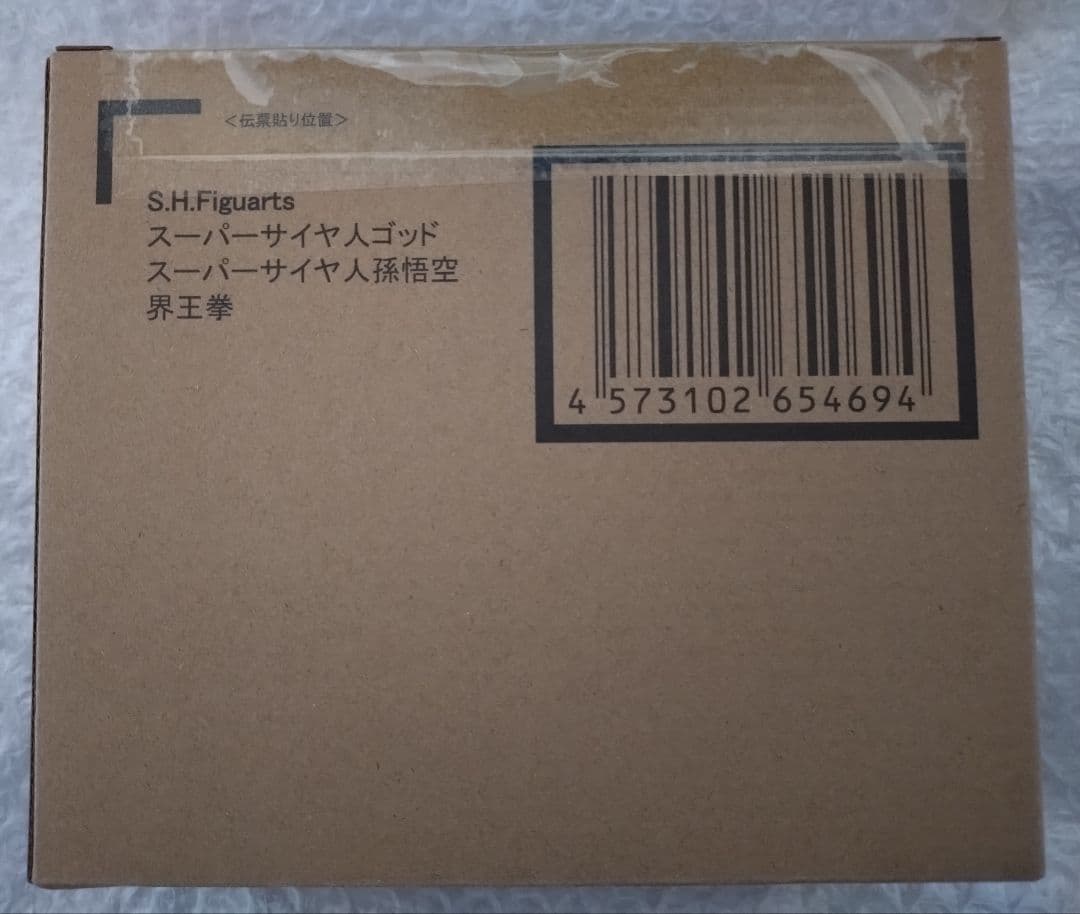 <伝票貼り位置>
S.H.Figuarts
スーパーサイヤ人ゴッド
スーパーサイヤ人孫悟空
界王拳
4 573102 654694